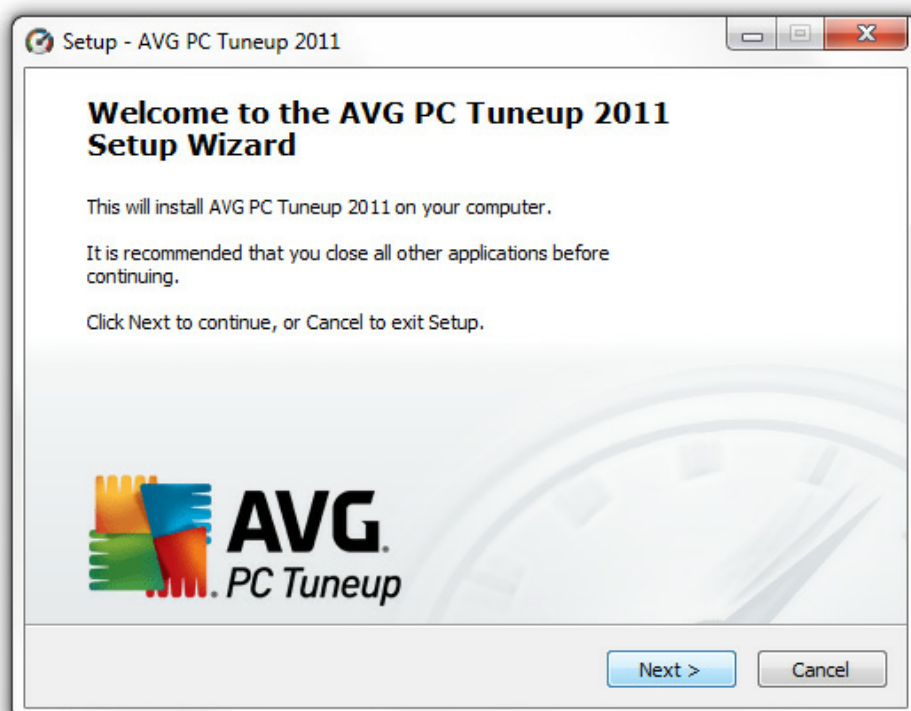 Setup - AVG PC Tuneup 2011
Welcome to the AVG PC Tuneup 2011
Setup Wizard
This will install AVG PC Tuneup 2011 on your computer.
It is recommended that you close all other applications before
continuing.
Click Next to continue, or Cancel to exit Setup.
AVG.
PC Tuneup
Next >
Cancel